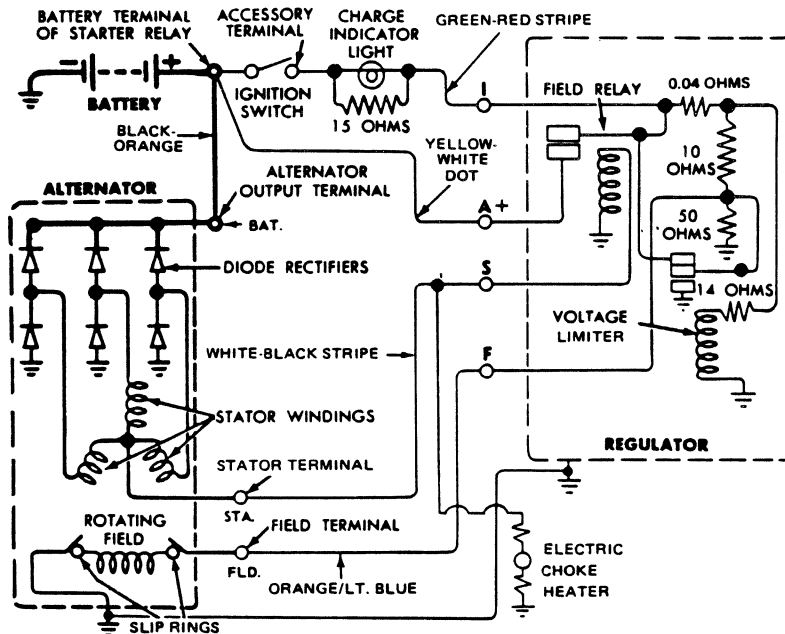 BATTERY TERMINAL
OF STARTER RELAY
ACCESSORY
TERMINAL
CHARGE
INDICATOR
LIGHT
GREEN-RED STRIPE
- +
BATTERY
IGNITION
SWITCH
15 OHMS
I
FIELD RELAY
0.04 OHMS
BLACK-
ORANGE
YELLOW-
WHITE
DOT
10
OHMS
ALTERNATOR
ALTERNATOR
OUTPUT TERMINAL
BAT.
A +
50
OHMS
DIODE RECTIFIERS
S
14 OHMS
VOLTAGE
LIMITER
WHITE-BLACK STRIPE
F
STATOR WINDINGS
REGULATOR
STATOR TERMINAL
STA.
ROTATING
FIELD
FIELD TERMINAL
FLD.
ORANGE/LT. BLUE
ELECTRIC
CHOKE
HEATER
SLIP RINGS